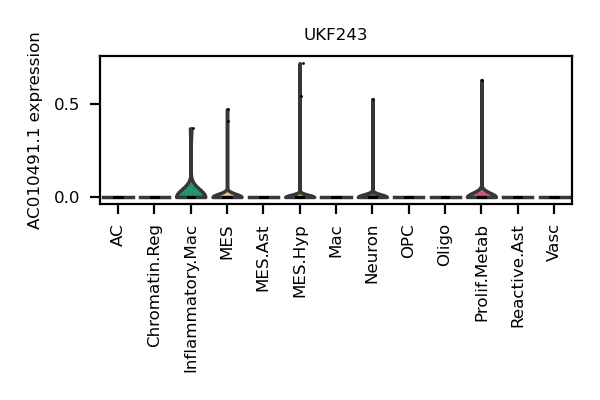 UKF243
AC010491.1 expression
0.5
0.0
AC
Chromatin.Reg
Inflammatory.Mac
MES
MES.Ast
MES.Hyp
Mac
Neuron
OPC
Oligo
Prolif.Metab
Reactive.Ast
Vasc